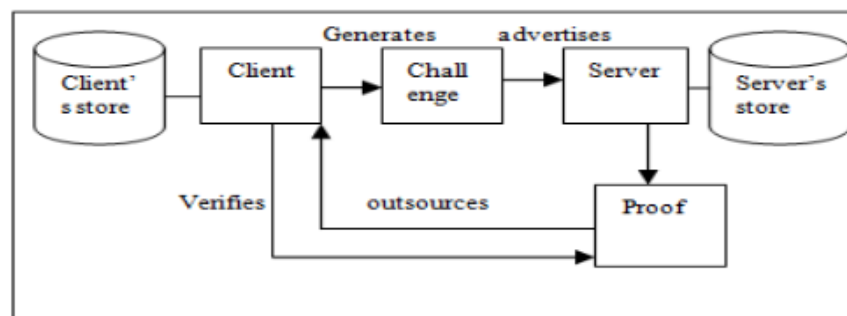 Generates advertises
Client'
s store
Client
Chall
enge
Server
Server's
store
Verifies
outsources
Proof